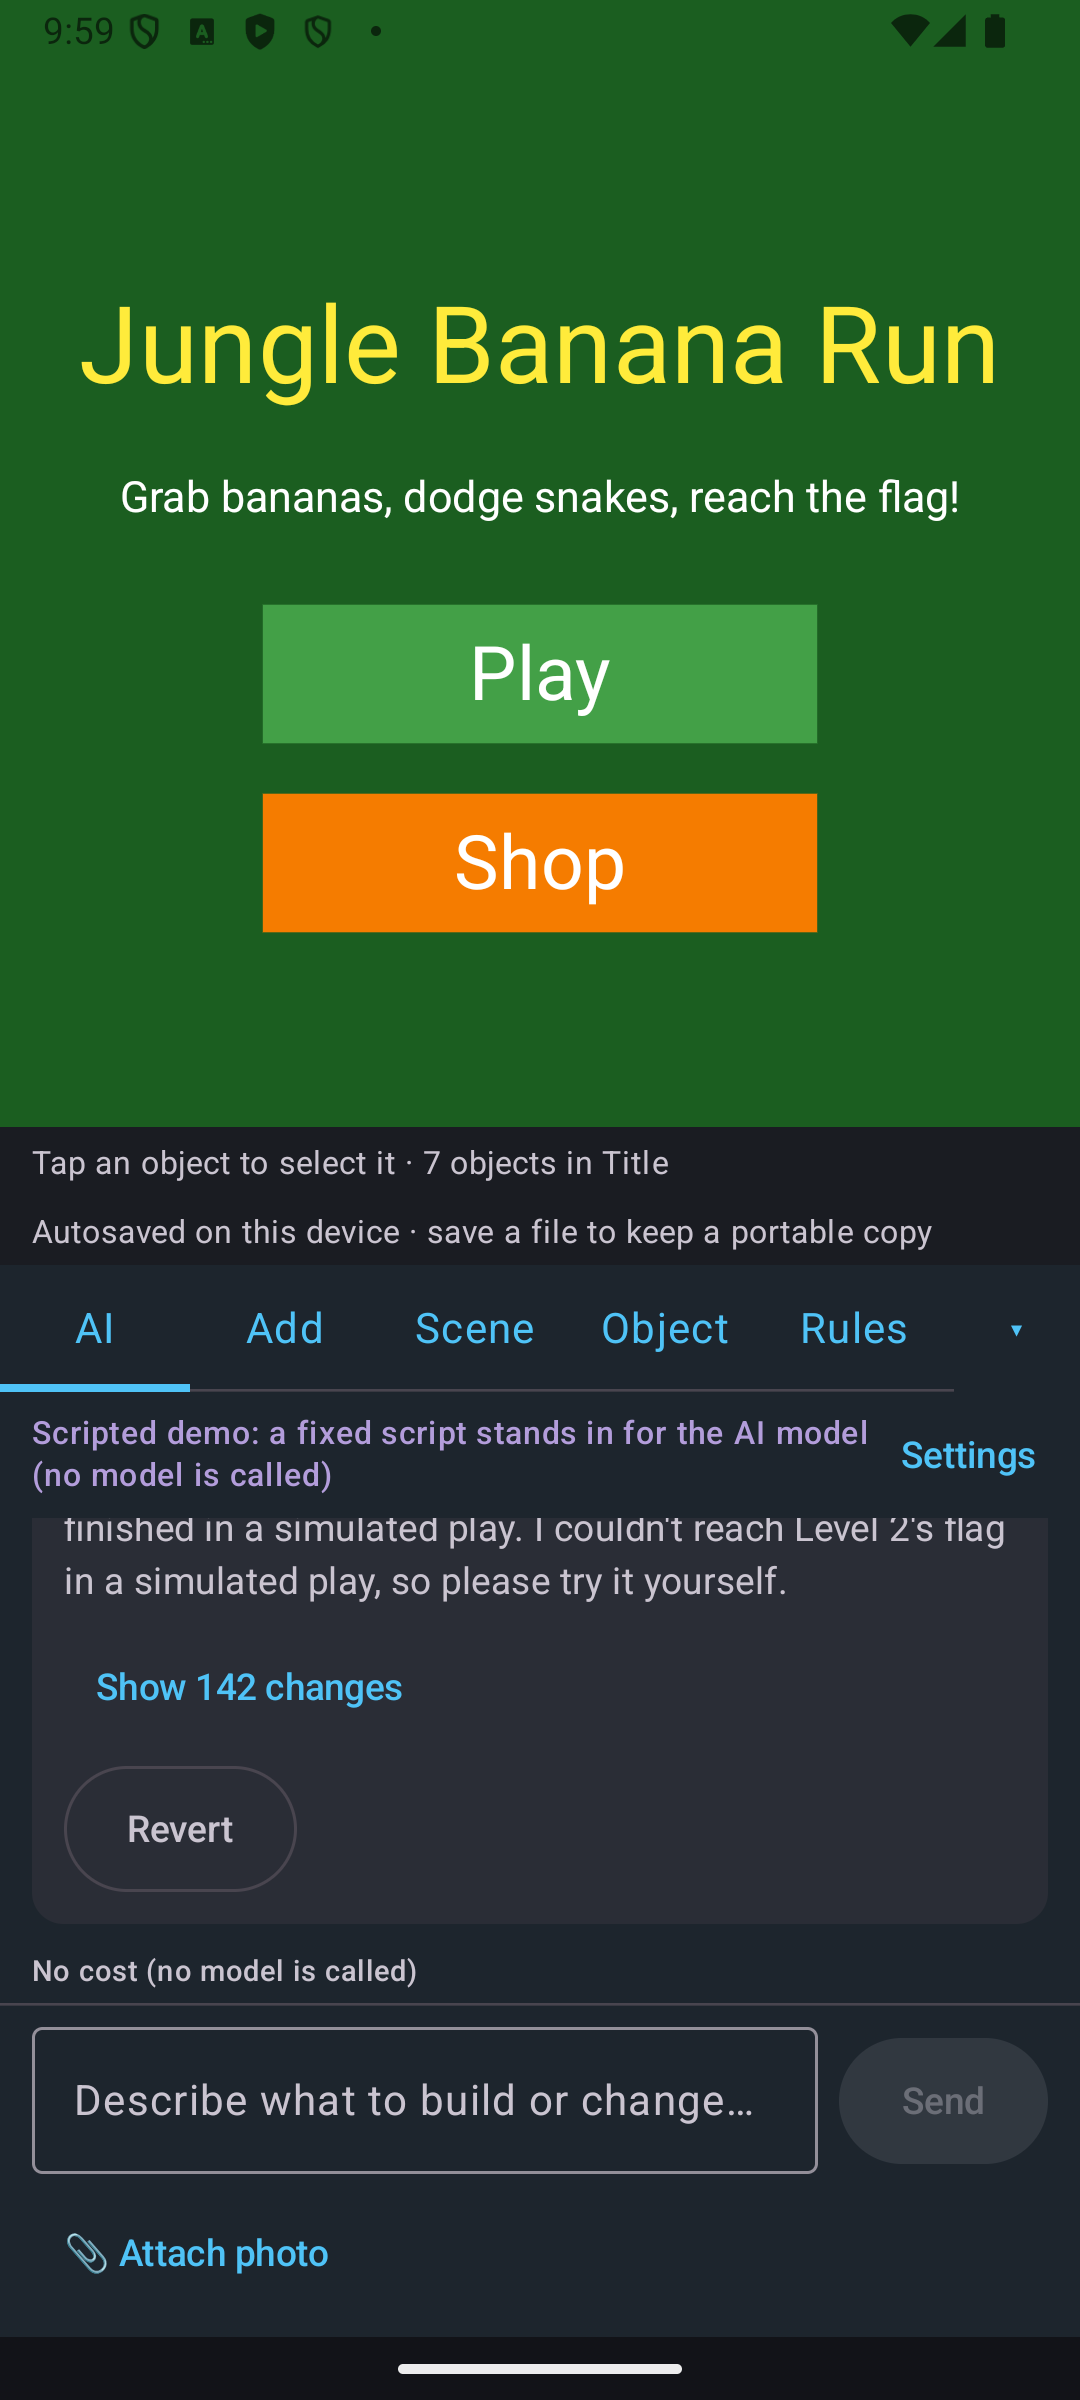 9:59
Jungle Banana Run
Grab bananas, dodge snakes, reach the flag!
Play
Shop
Tap an object to select it · 7 objects in Title
Autosaved on this device · save a file to keep a portable copy
AI Add Scene Object Rules ▾
Scripted demo: a fixed script stands in for the AI model
(no model is called)
Settings
finished in a simulated play. I couldn't reach Level 2's flag
in a simulated play, so please try it yourself.
Show 142 changes
Revert
No cost (no model is called)
Describe what to build or change…
Send
📎 Attach photo